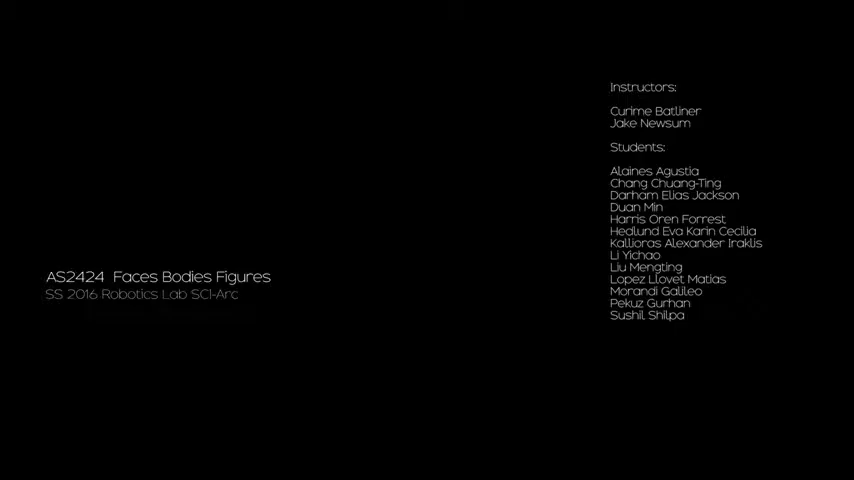 AS2424 Faces Bodies Figures
SS 2016 Robotics Lab SCI-Arc
Instructors:
Curime Batliner
Jake Newsum
Students:
Alaines Agustia
Chang Chuang-Ting
Darham Elias Jackson
Duan Min
Harris Oren Forrest
Hedlund Eva Karin Cecilia
Kallioras Alexander Iraklis
Li Yichao
Liu Mengting
Lopez Llovet Matias
Morandi Galileo
Pekuz Gurhan
Sushil Shilpa